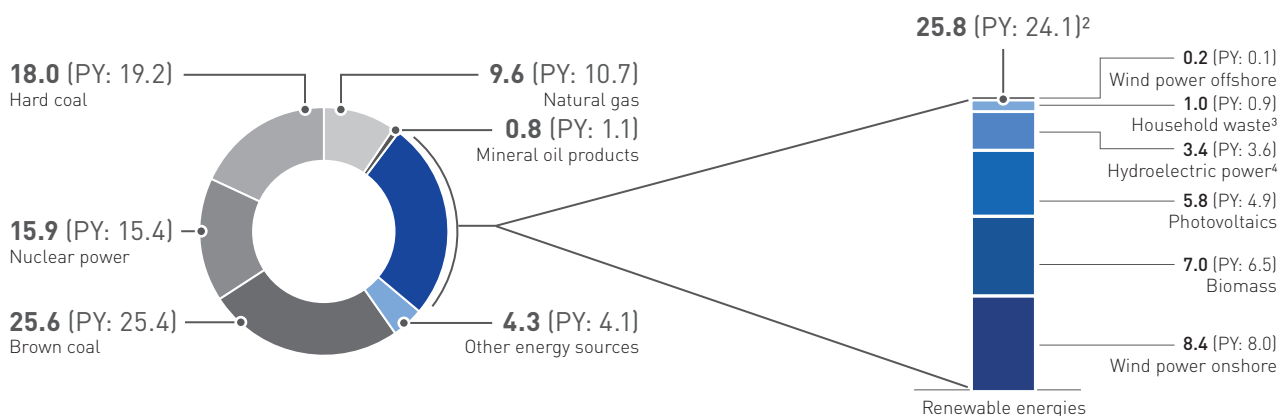 18.0 (PY: 19.2)
Hard coal
15.9 (PY: 15.4)
Nuclear power
25.6 (PY: 25.4)
Brown coal
9.6 (PY: 10.7)
Natural gas
0.8 (PY: 1.1)
Mineral oil products
4.3 (PY: 4.1)
Other energy sources
25.8 (PY: 24.1)²
0.2 (PY: 0.1)
Wind power offshore
1.0 (PY: 0.9)
Household waste³
3.4 (PY: 3.6)
Hydroelectric power⁴
5.8 (PY: 4.9)
Photovoltaics
7.0 (PY: 6.5)
Biomass
8.4 (PY: 8.0)
Wind power onshore
Renewable energies